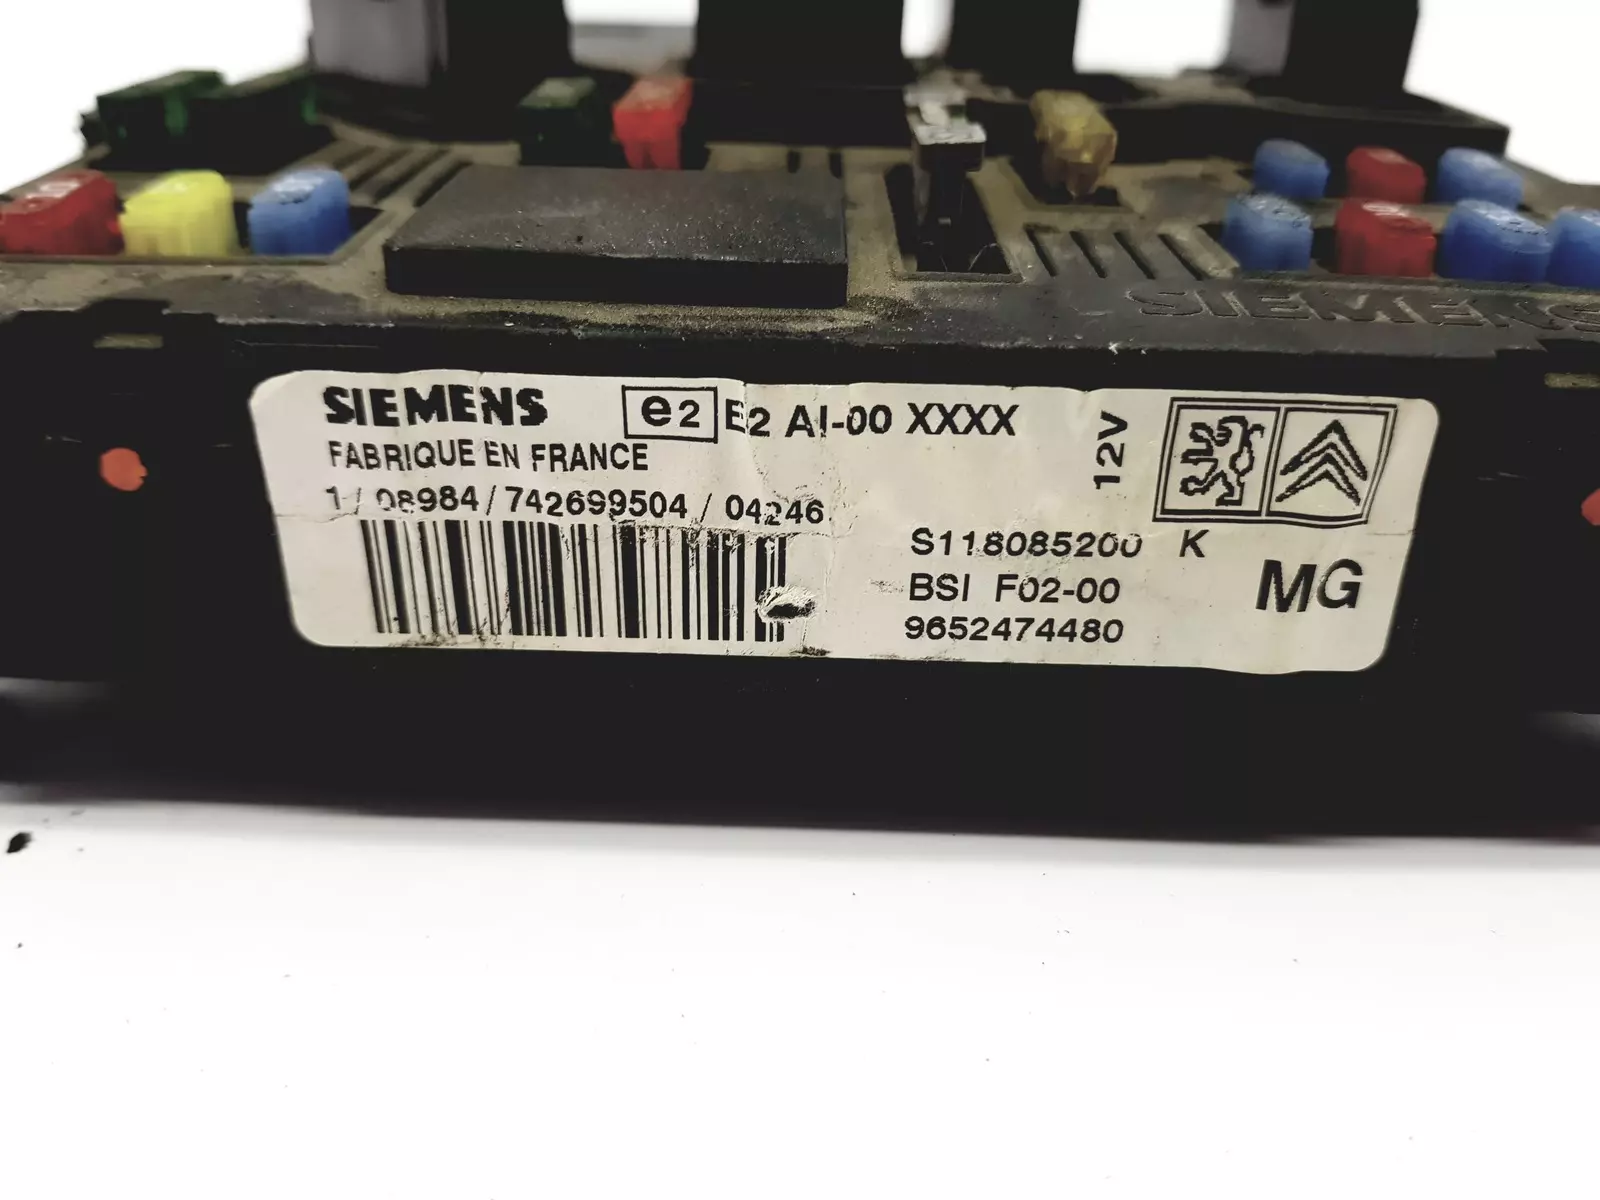 SIEMENS
SIEMENS e2 E2 AI-00 XXXX
FABRIQUE EN FRANCE
1/08984/742699504/04246
12V
S118085200 K
BSI F02-00
9652474480
MG